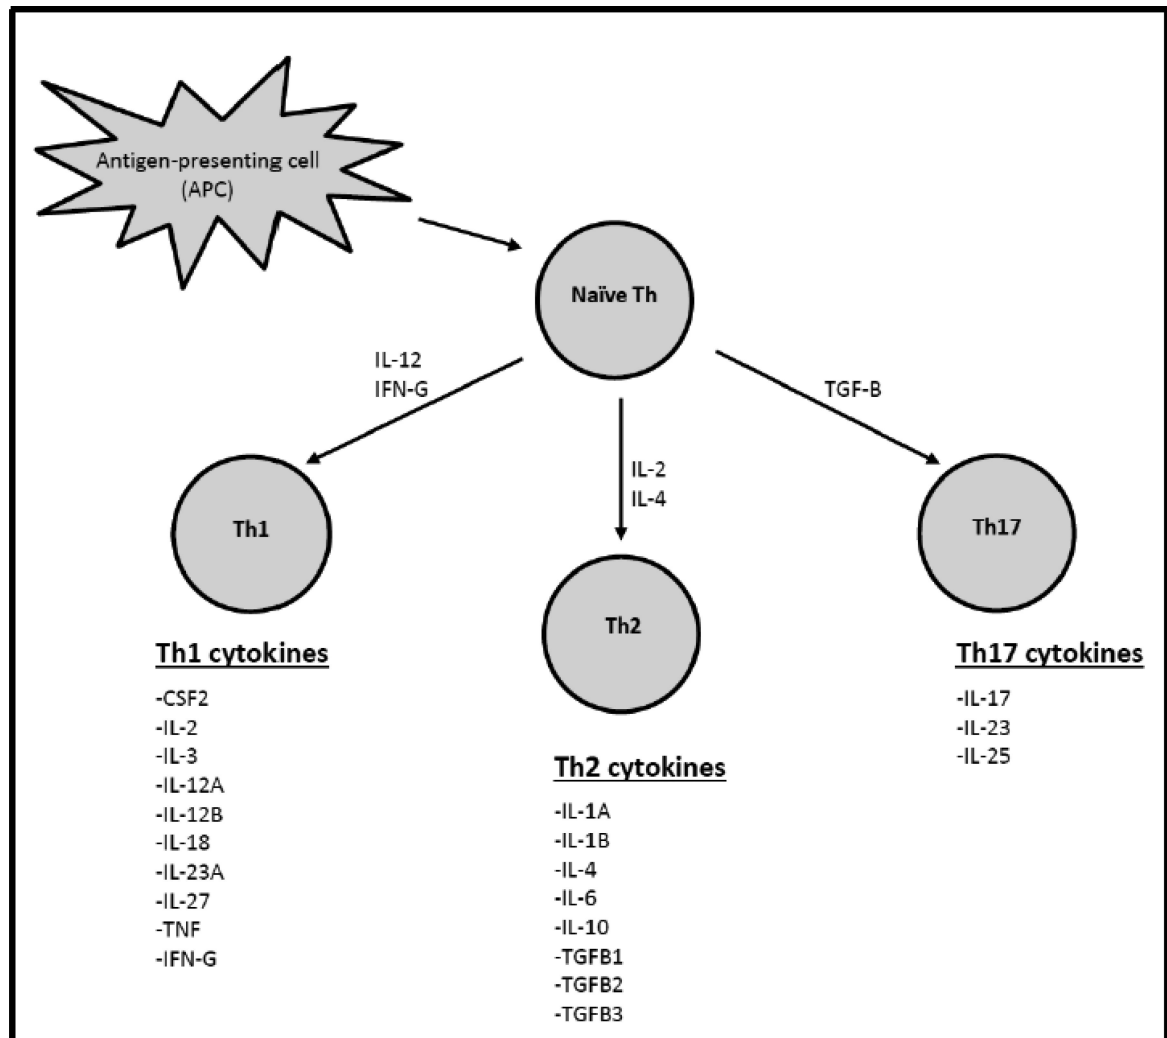 Antigen-presenting cell
(APC)
Naïve Th
IL-12
IFN-G
TGF-B
IL-2
IL-4
Th1
Th2
Th17
Th1 cytokines
-CSF2
-IL-2
-IL-3
-IL-12A
-IL-12B
-IL-18
-IL-23A
-IL-27
-TNF
-IFN-G
Th2 cytokines
-IL-1A
-IL-1B
-IL-4
-IL-6
-IL-10
-TGFB1
-TGFB2
-TGFB3
Th17 cytokines
-IL-17
-IL-23
-IL-25